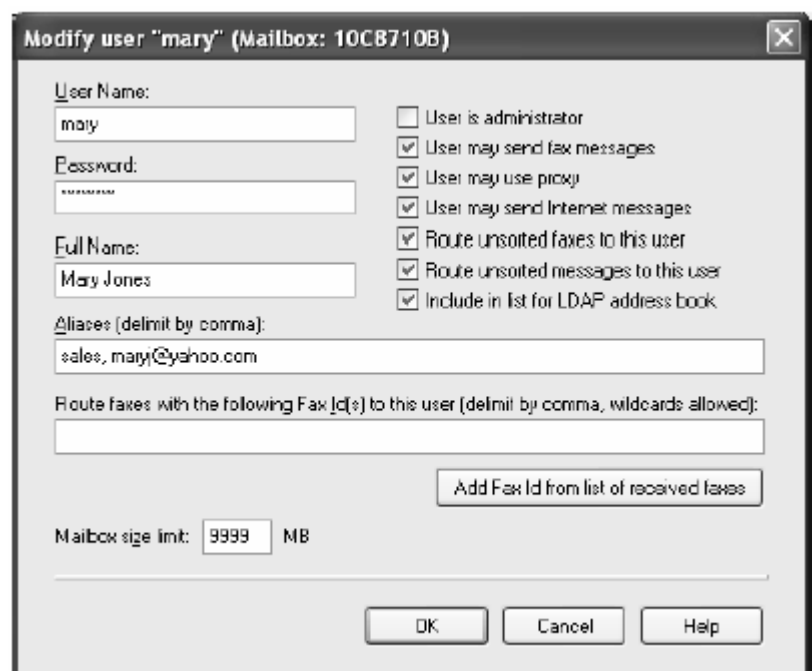 Modify user "mary" (Mailbox: 10CB710B)
User Name:
mary
Password:
*********
Full Name:
Mary Jones
User is administrator
User may send fax messages
User may use proxy
User may send Internet messages
Route unsorted faxes to this user
Route unsorted messages to this user
Include in list for LDAP address book
Aliases (delimit by comma):
sales, maryj@yahoo.com
Route faxes with the following Fax Id(s) to this user (delimit by comma, wildcards allowed):
Add Fax Id from list of received faxes
Mailbox size limit: 9999 MB
OK Cancel Help